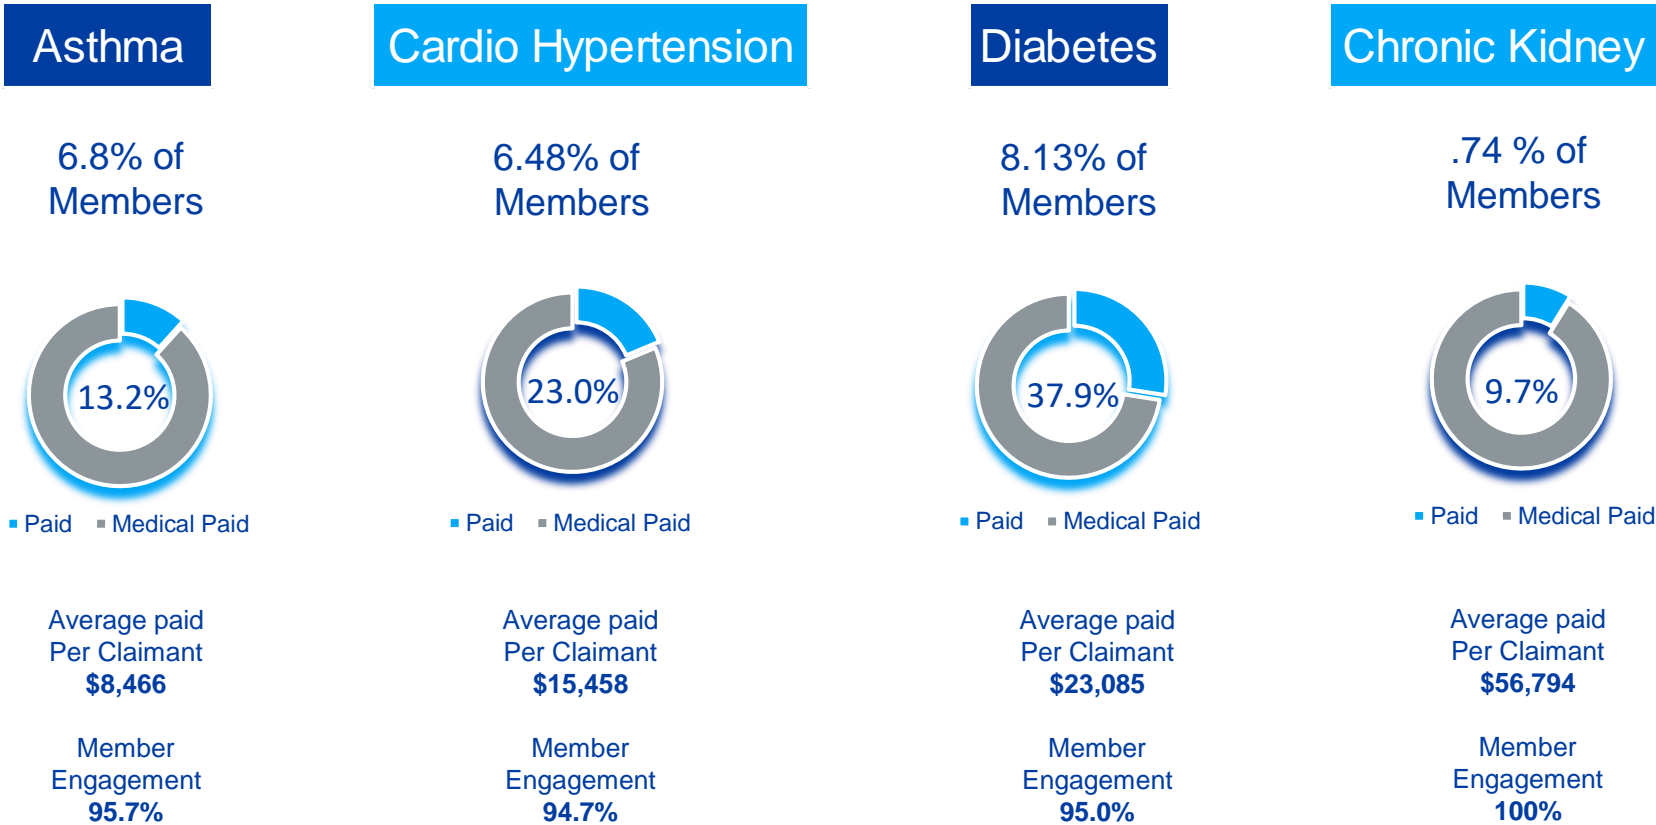 Asthma
6.8% of
Members
13.2%
Paid
Medical Paid
Average paid
Per Claimant
$8,466
Member
Engagement
95.7%
Cardio Hypertension
6.48% of
Members
23.0%
Paid
Medical Paid
Average paid
Per Claimant
$15,458
Member
Engagement
94.7%
Diabetes
8.13% of
Members
37.9%
Paid
Medical Paid
Average paid
Per Claimant
$23,085
Member
Engagement
95.0%
Chronic Kidney
.74 % of
Members
9.7%
Paid
Medical Paid
Average paid
Per Claimant
$56,794
Member
Engagement
100%